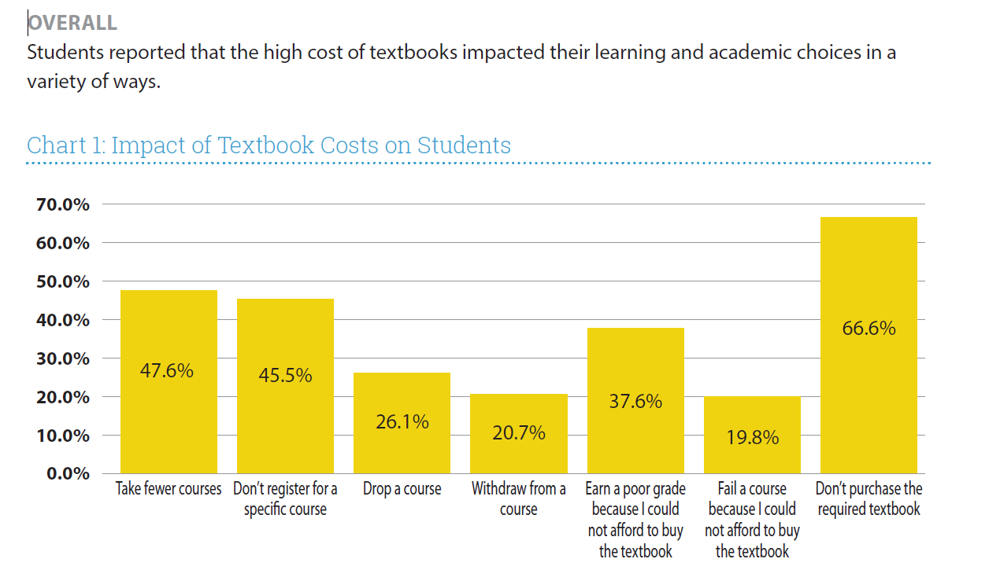 OVERALL
Students reported that the high cost of textbooks impacted their learning and academic choices in a
variety of ways.
Chart 1: Impact of Textbook Costs on Students
70.0%
60.0%
50.0%
40.0%
30.0%
20.0%
10.0%
0.0%
47.6%
45.5%
26.1%
20.7%
37.6%
19.8%
66.6%
Take fewer courses
Don’t register for a
specific course
Drop a course
Withdraw from a
course
Earn a poor grade
because I could
not afford to buy
the textbook
Fail a course
because I could
not afford to buy
the textbook
Don’t purchase the
required textbook